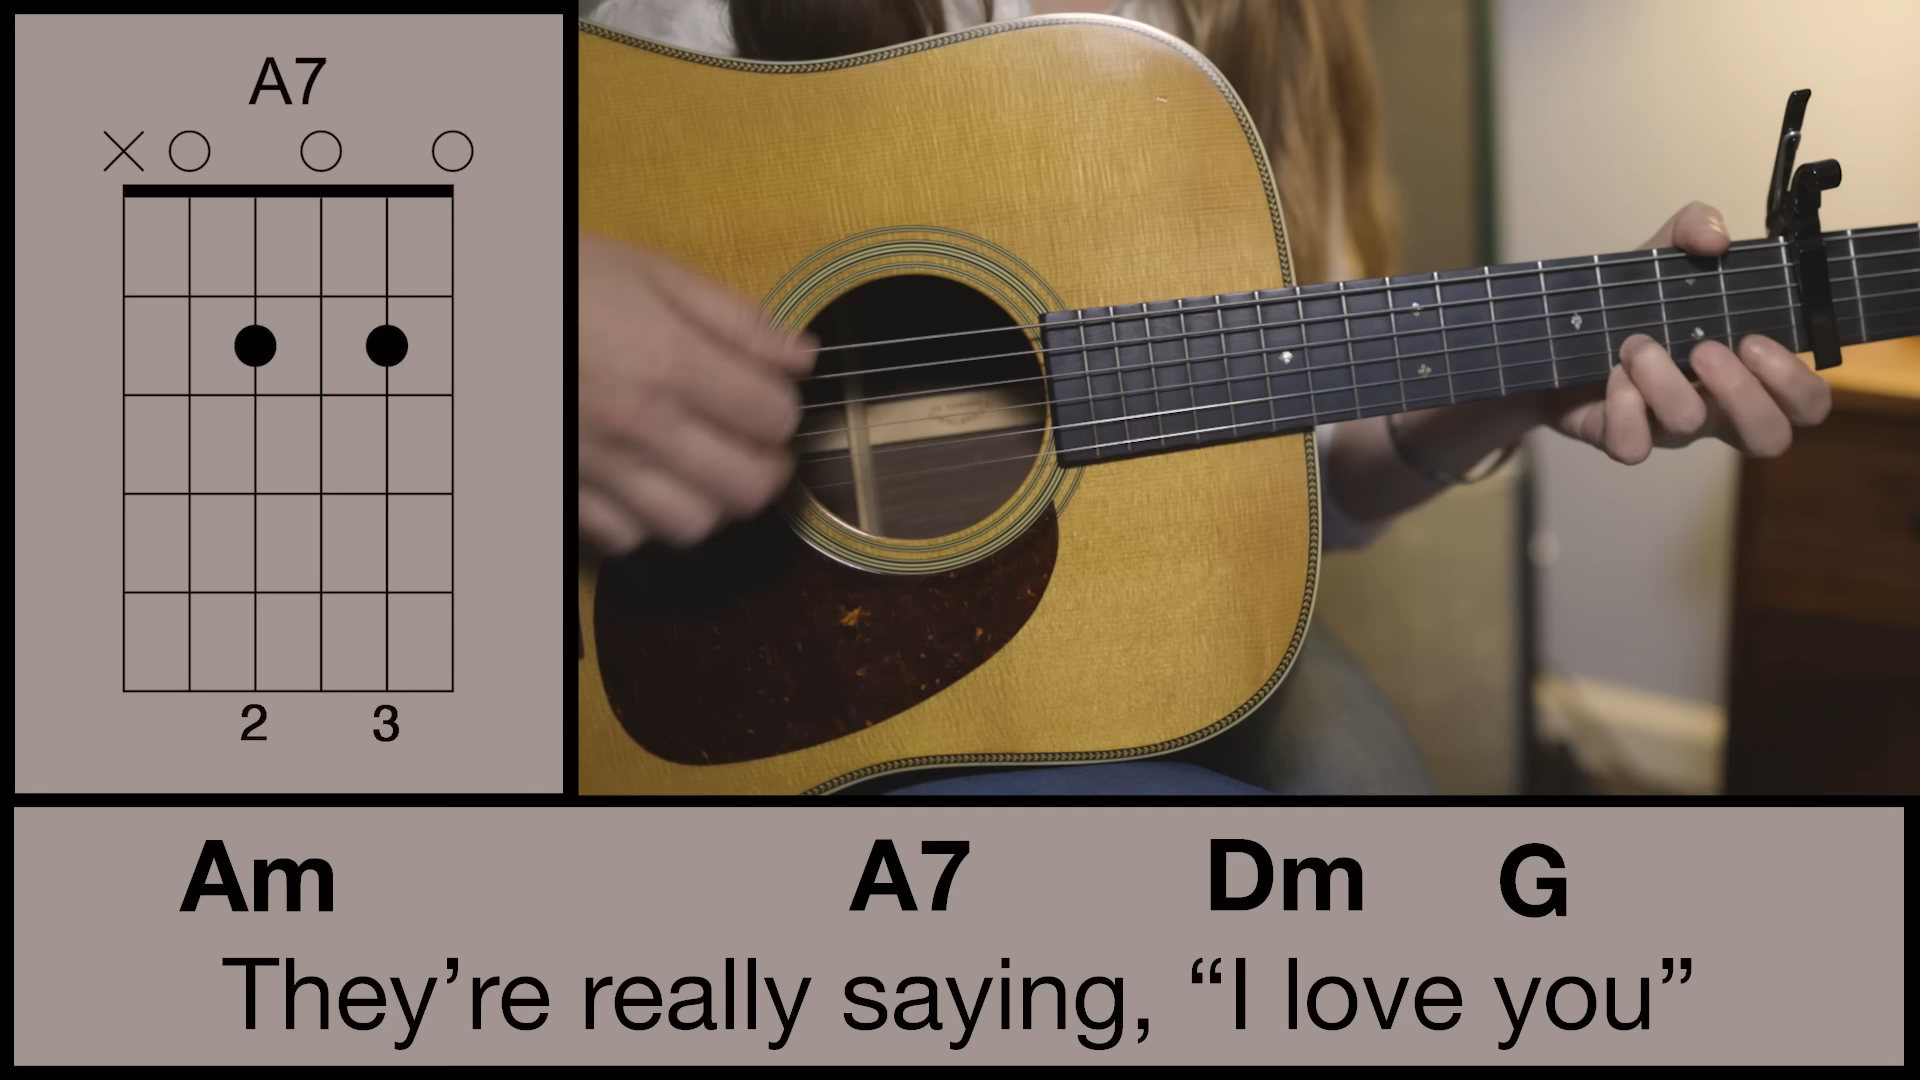 A7
2 3
Am A7 Dm G
They’re really saying, “I love you”